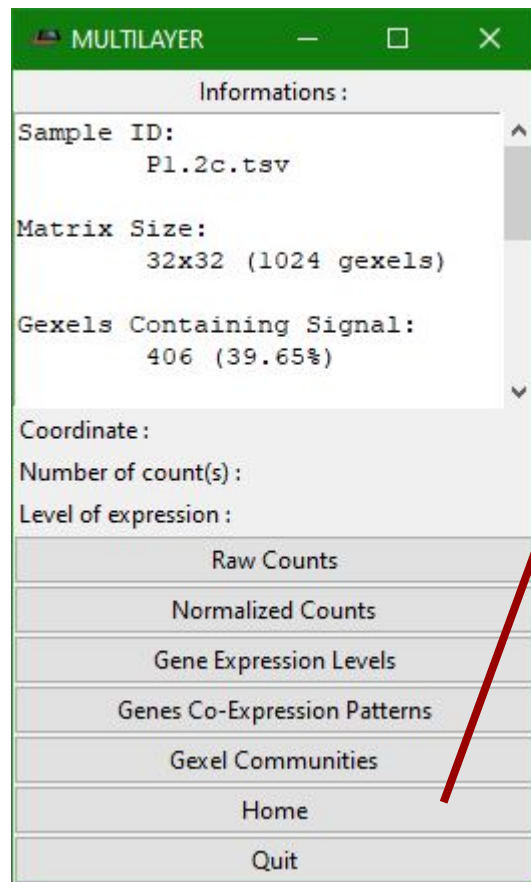 MULTILAYER
Informations :
Sample ID:
P1.2c.tsv
Matrix Size:
32x32 (1024 gexels)
Gexels Containing Signal:
406 (39.65%)
Coordinate :
Number of count(s) :
Level of expression :
Raw Counts
Normalized Counts
Gene Expression Levels
Genes Co-Expression Patterns
Gexel Communities
Home
Quit